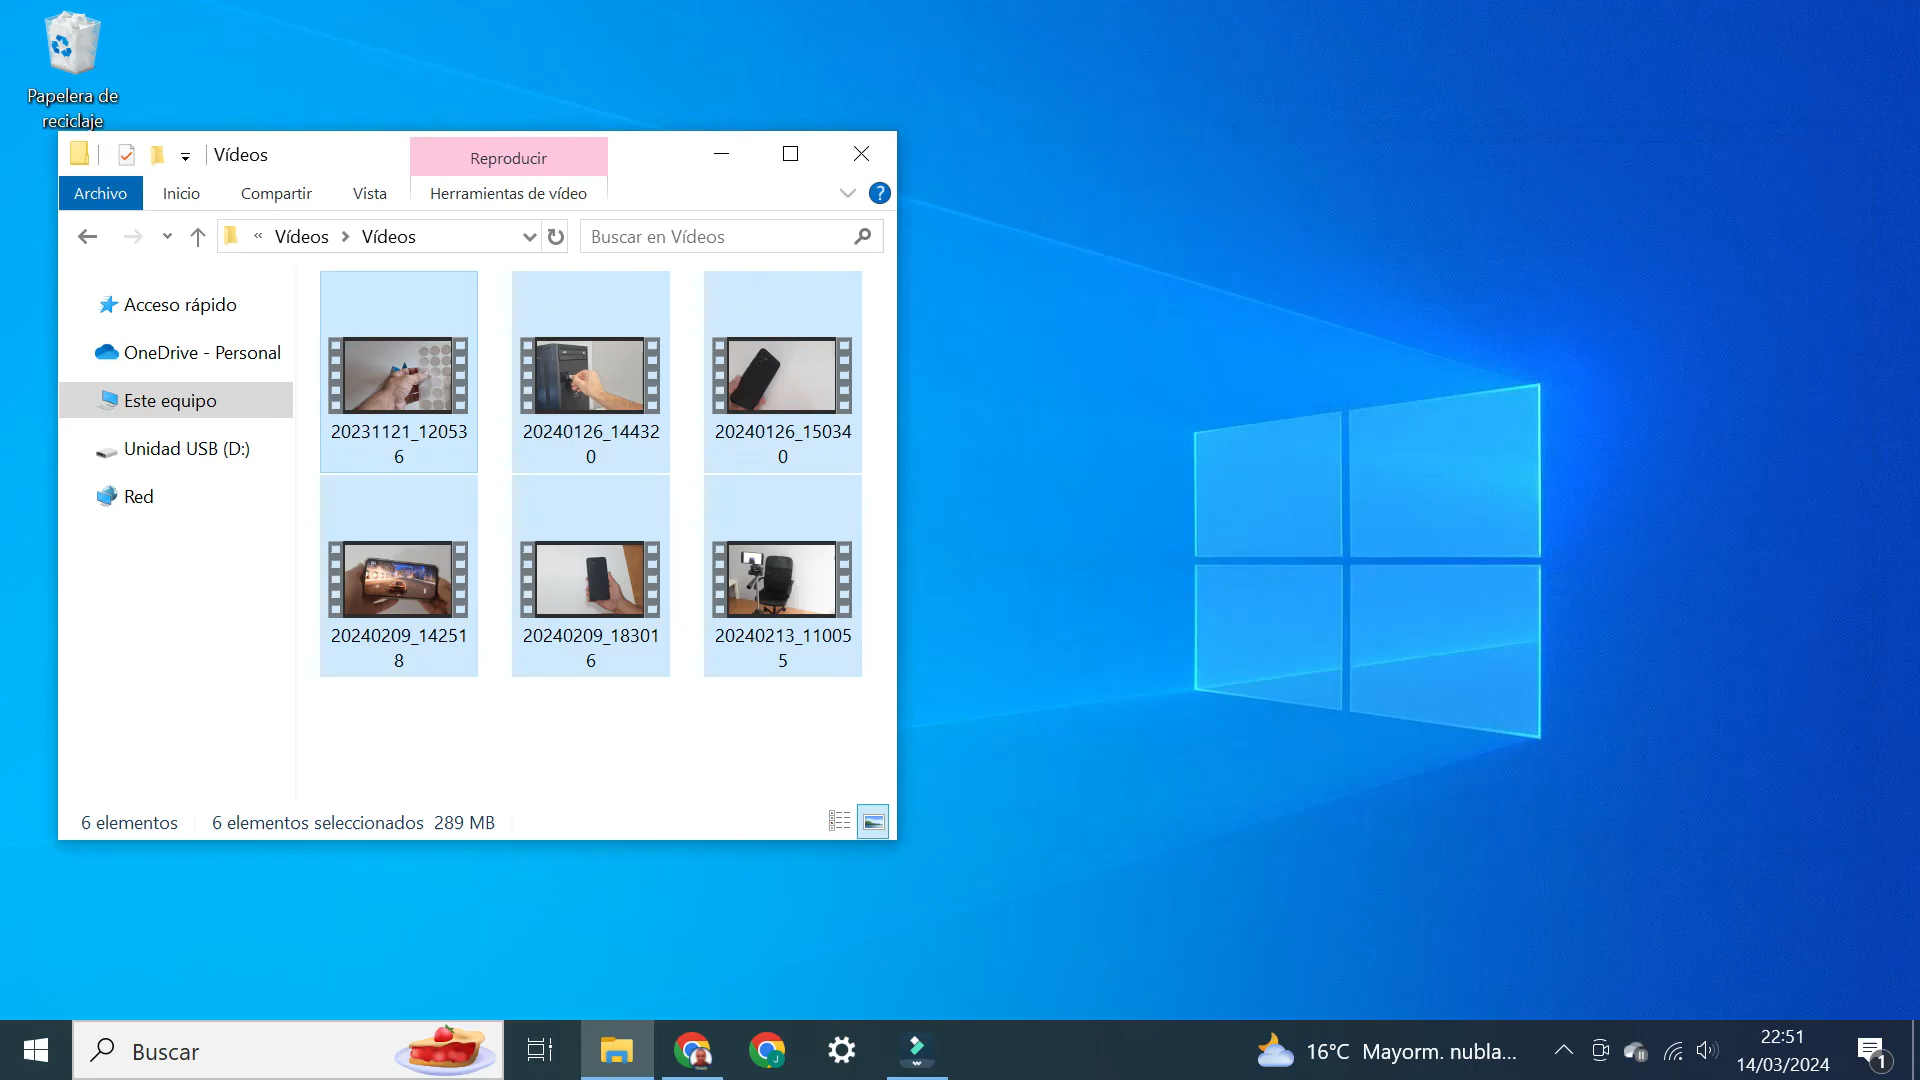 Papelera de
reciclaje
Vídeos
Reproducir
Archivo
Inicio
Compartir
Vista
Herramientas de vídeo
?
« Vídeos > Vídeos
Buscar en Vídeos
Acceso rápido
OneDrive - Personal
Este equipo
Unidad USB (D:)
Red
20231121_12053
6
20240126_14432
0
20240126_15034
0
20240209_14251
8
20240209_18301
6
20240213_11005
5
6 elementos
6 elementos seleccionados 289 MB
Buscar
J
16°C Mayorm. nubla...
22:51
14/03/2024
1